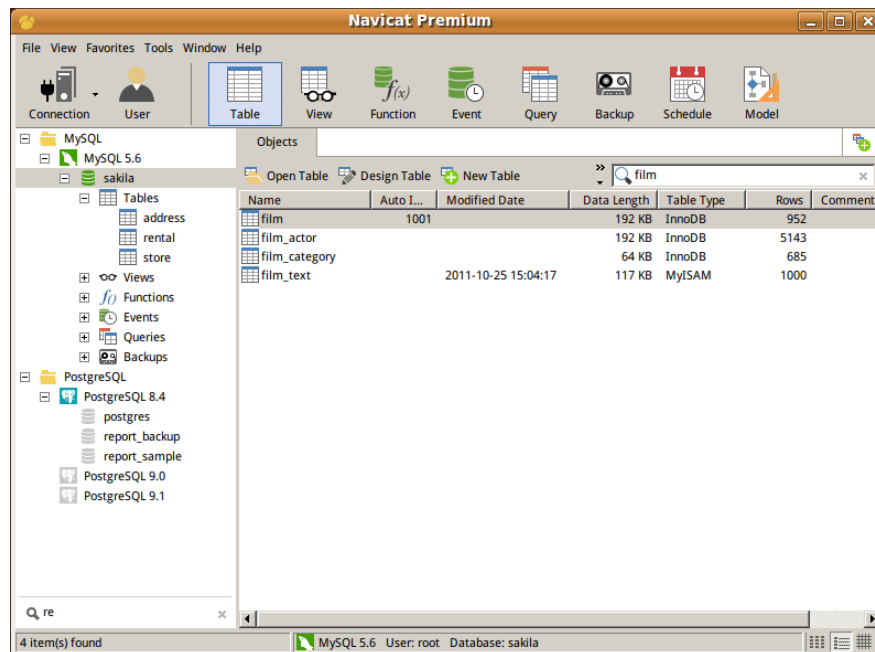 Navicat Premium
File View Favorites Tools Window Help
Connection User Table View Function Event Query Backup Schedule Model
f(x)
MySQL
MySQL 5.6
sakila
Tables
address
rental
store
Views
f() Functions
Events
Queries
Backups
PostgreSQL
PostgreSQL 8.4
postgres
report_backup
report_sample
PostgreSQL 9.0
PostgreSQL 9.1
re
Objects
Open Table Design Table New Table » film
Name Auto I... Modified Date Data Length Table Type Rows Comment
film 1001 192 KB InnoDB 952
film_actor 192 KB InnoDB 5143
film_category 64 KB InnoDB 685
film_text 2011-10-25 15:04:17 117 KB MyISAM 1000
4 item(s) found MySQL 5.6 User: root Database: sakila